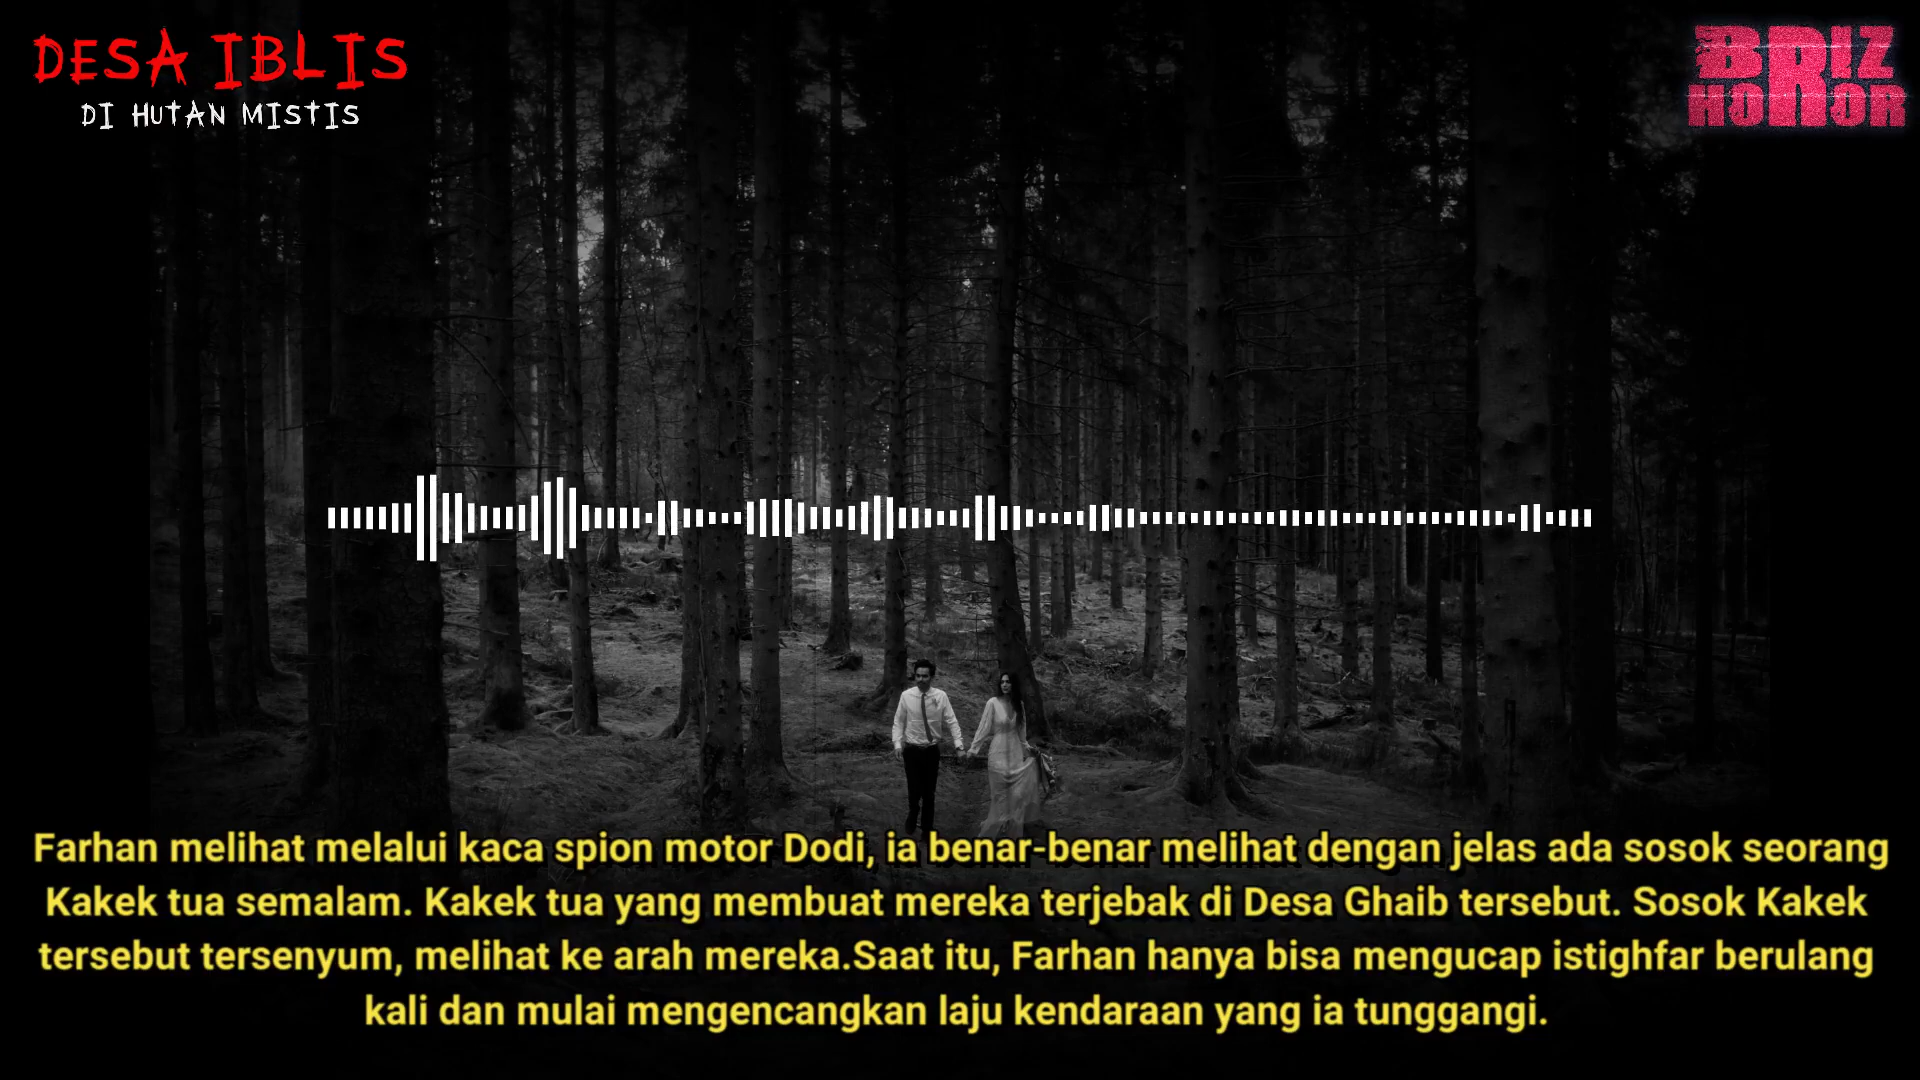 DESA IBLIS
DI HUTAN MISTIS
BRIZ
HOROR
Farhan melihat melalui kaca spion motor Dodi, ia benar-benar melihat dengan jelas ada sosok seorang
Kakek tua semalam. Kakek tua yang membuat mereka terjebak di Desa Ghaib tersebut. Sosok Kakek
tersebut tersenyum, melihat ke arah mereka.Saat itu, Farhan hanya bisa mengucap istighfar berulang
kali dan mulai mengencangkan laju kendaraan yang ia tunggangi.